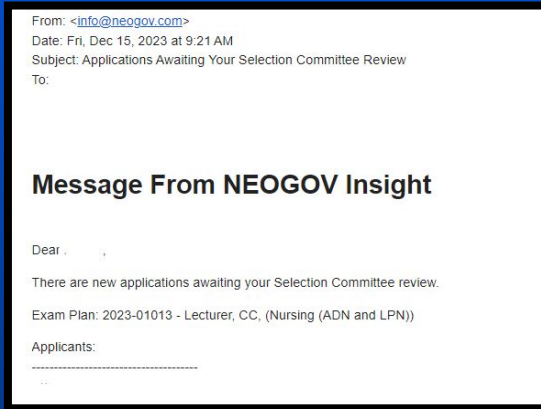 From: <info@neogov.com>
Date: Fri, Dec 15, 2023 at 9:21 AM
Subject: Applications Awaiting Your Selection Committee Review
To:
Message From NEOGOV Insight
Dear . ,
There are new applications awaiting your Selection Committee review.
Exam Plan: 2023-01013 - Lecturer, CC, (Nursing (ADN and LPN))
Applicants:
--------------------------------------